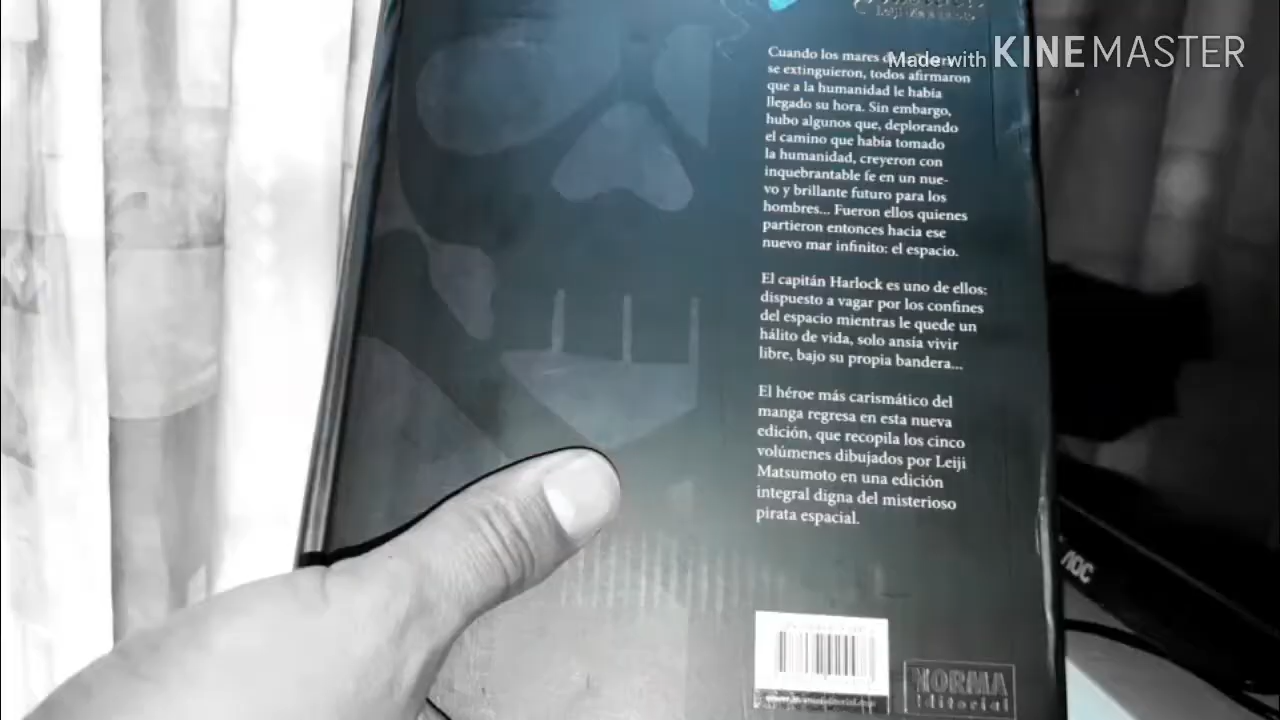 Made with KINEMASTER
Cuando los mares
se extinguieron, todos afirmaron
que a la humanidad le había
llegado su hora. Sin embargo,
hubo algunos que, deplorando
el camino que había tomado
la humanidad, creyeron con
inquebrantable fe en un nue-
vo y brillante futuro para los
hombres... Fueron ellos quienes
partieron entonces hacia ese
nuevo mar infinito: el espacio.
El capitán Harlock es uno de ellos:
dispuesto a vagar por los confines
del espacio mientras le quede un
hálito de vida, solo ansía vivir
libre, bajo su propia bandera...
El héroe más carismático del
manga regresa en esta nueva
edición, que recopila los cinco
volúmenes dibujados por Leiji
Matsumoto en una edición
integral digna del misterioso
pirata espacial.
AOC
NORMA
Editorial